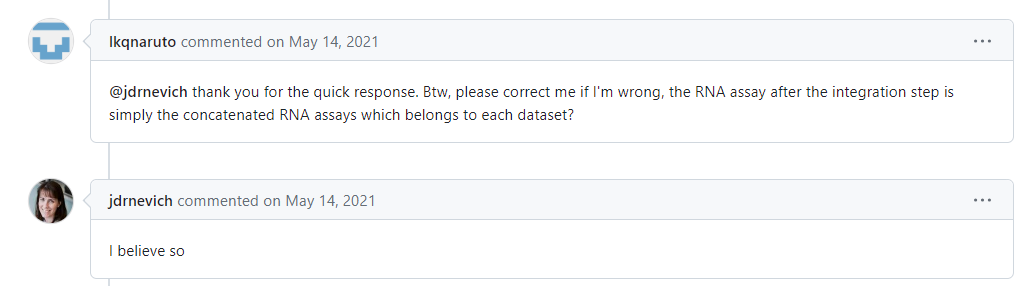 lkqnaruto commented on May 14, 2021
@jdrnevich thank you for the quick response. Btw, please correct me if I'm wrong, the RNA assay after the integration step is
simply the concatenated RNA assays which belongs to each dataset?
jdrnevich commented on May 14, 2021
I believe so